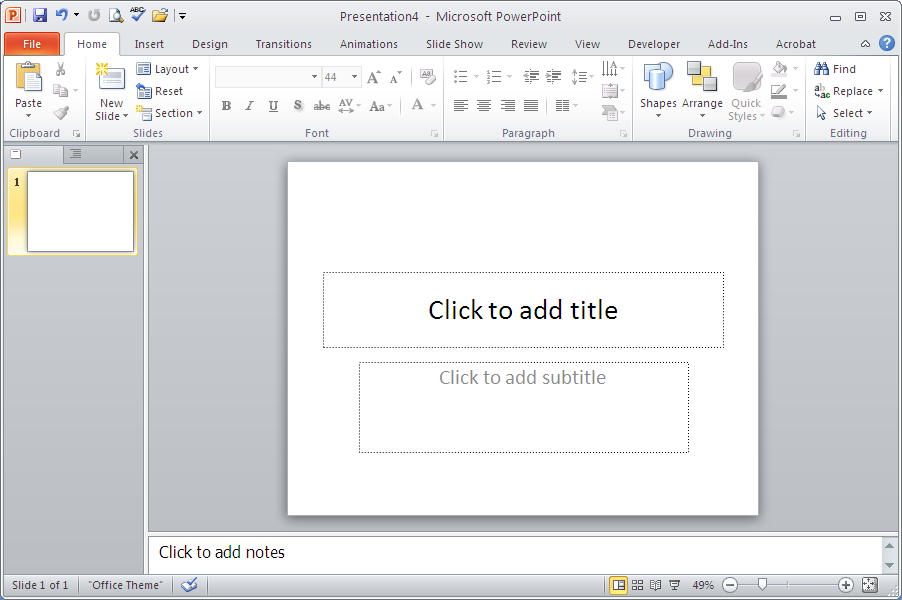 Presentation4 - Microsoft PowerPoint
File Home Insert Design Transitions Animations Slide Show Review View Developer Add-Ins Acrobat
Paste
Clipboard
New
Slide
Layout
Reset
Section
Slides
44
B I U S abc AV Aa A
Font
Paragraph
Shapes
Arrange
Quick
Styles
Drawing
Find
Replace
Select
Editing
1
Click to add title
Click to add subtitle
Click to add notes
Slide 1 of 1 "Office Theme" 49%